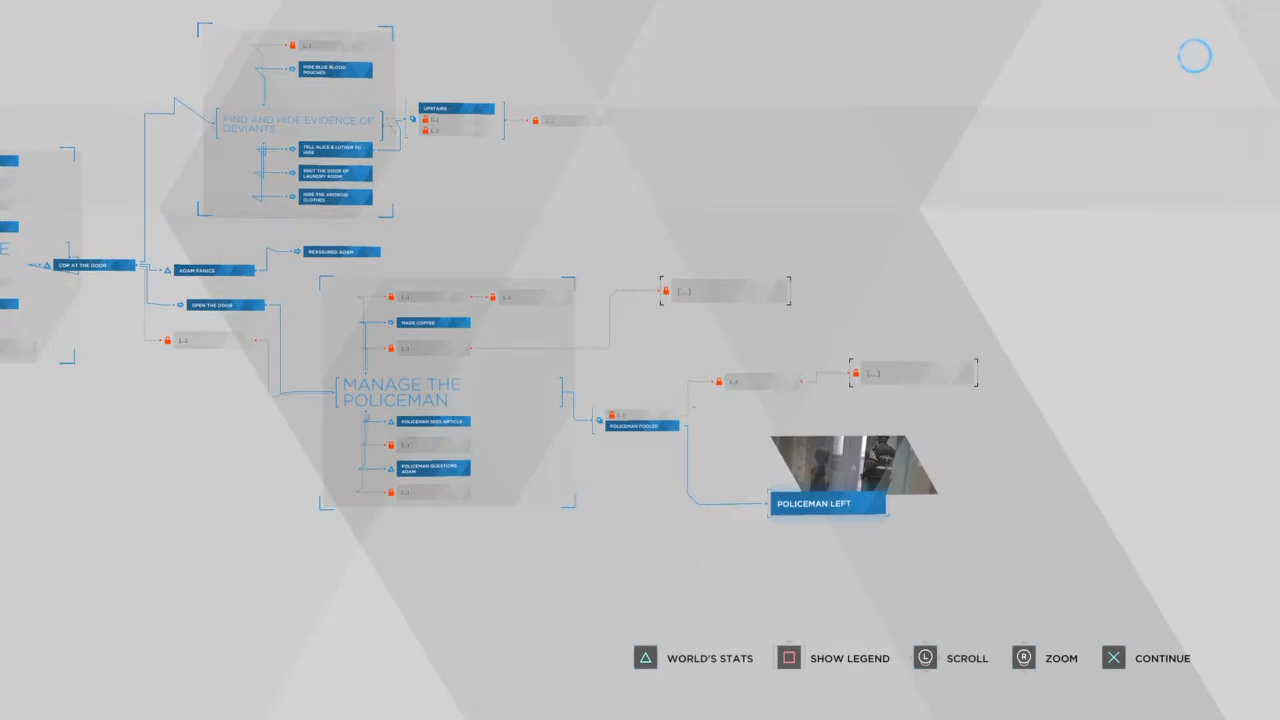 [...]
HIDE BLUE BLOOD
POUCHES
FIND AND HIDE EVIDENCE OF
DEVIANTS
UPSTAIRS
[...]
[...]
[...]
TELL ALICE & LUTHER TO
HIDE
SHUT THE DOOR OF
LAUNDRY ROOM
HIDE THE ANDROID
CLOTHES
E
COP AT THE DOOR
ADAM PANICS
REASSURED ADAM
OPEN THE DOOR
[...]
[...]
[...]
[...]
MADE COFFEE
[...]
MANAGE THE
POLICEMAN
POLICEMAN SEES ARTICLE
[...]
POLICEMAN QUESTIONS
ADAM
[...]
[...]
POLICEMAN FOOLED
[...]
[...]
POLICEMAN LEFT
WORLD'S STATS
SHOW LEGEND
L
SCROLL
R
ZOOM
CONTINUE